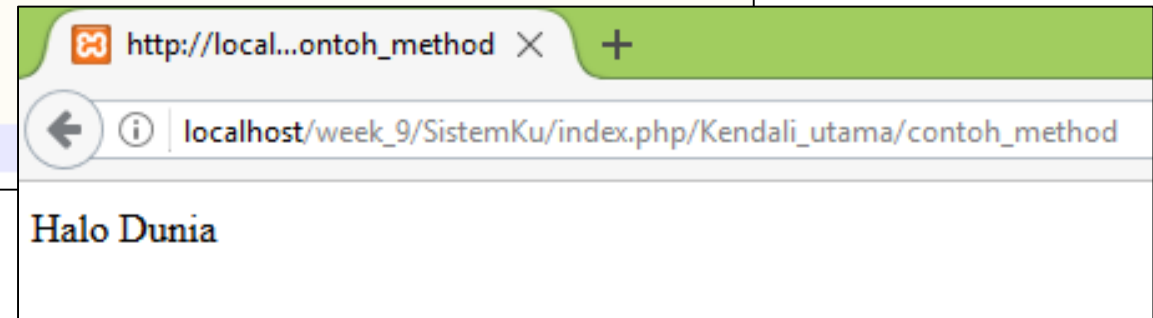 http://local...ontoh_method
localhost/week_9/SistemKu/index.php/Kendali_utama/contoh_method
Halo Dunia